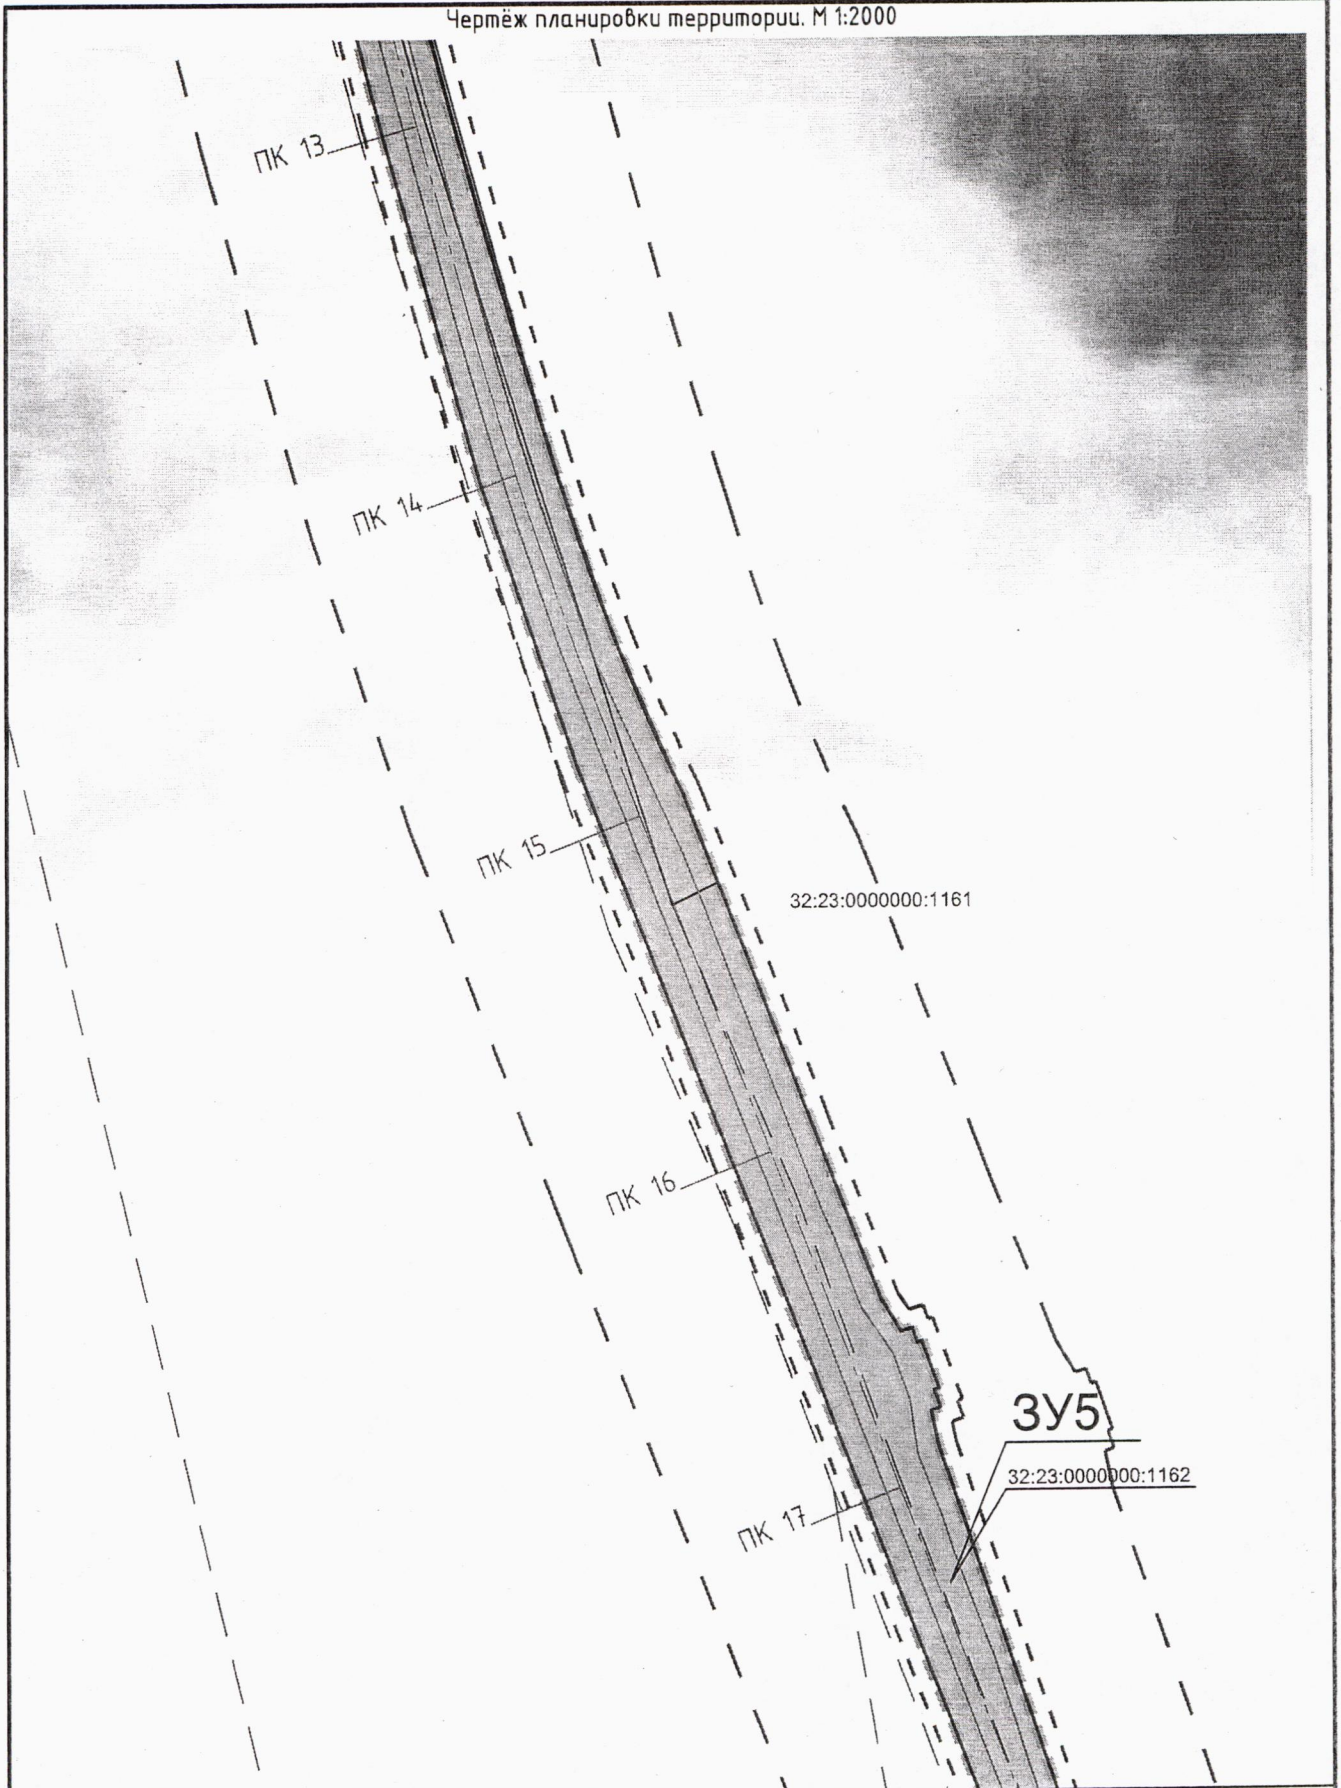 Чертёж планировки территории. М 1:2000
ПК 13
ПК 14
ПК 15
32:23:0000000:1161
ПК 16
ЗУ5
32:23:0000000:1162
ПК 17